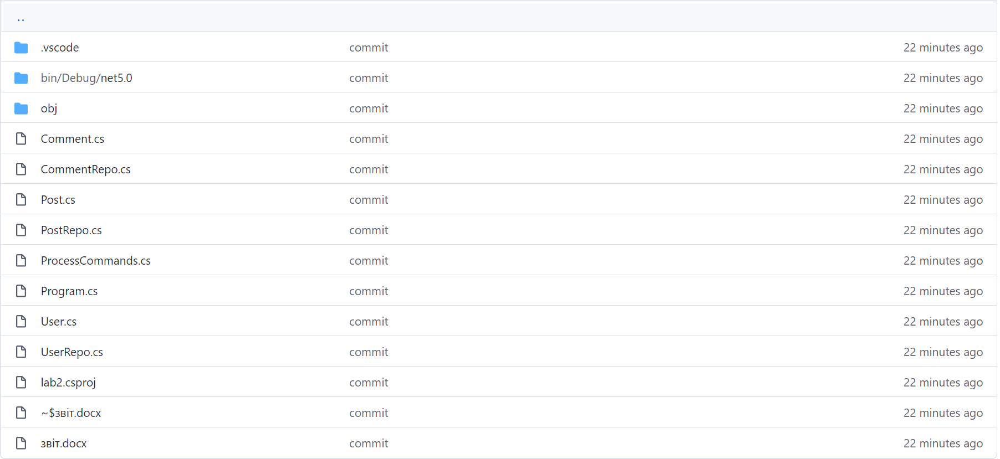 ..
.vscode commit 22 minutes ago
bin/Debug/net5.0 commit 22 minutes ago
obj commit 22 minutes ago
Comment.cs commit 22 minutes ago
CommentRepo.cs commit 22 minutes ago
Post.cs commit 22 minutes ago
PostRepo.cs commit 22 minutes ago
ProcessCommands.cs commit 22 minutes ago
Program.cs commit 22 minutes ago
User.cs commit 22 minutes ago
UserRepo.cs commit 22 minutes ago
lab2.csproj commit 22 minutes ago
~$звіт.docx commit 22 minutes ago
звіт.docx commit 22 minutes ago